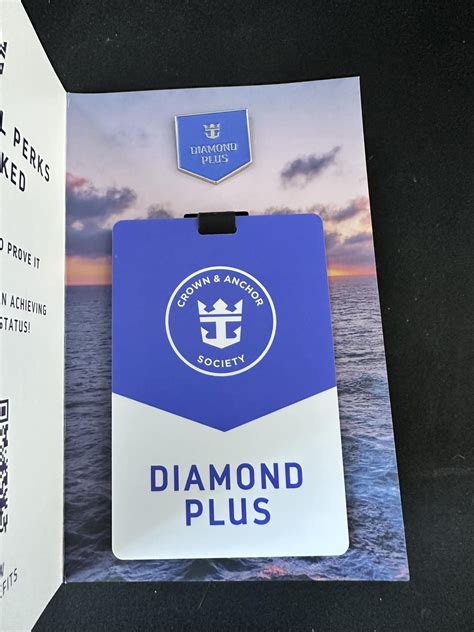 PERKS
KED
O PROVE IT
N ACHIEVING
STATUS!
EFITS
DIAMOND
PLUS
CROWN & ANCHOR
SOCIETY
DIAMOND
PLUS